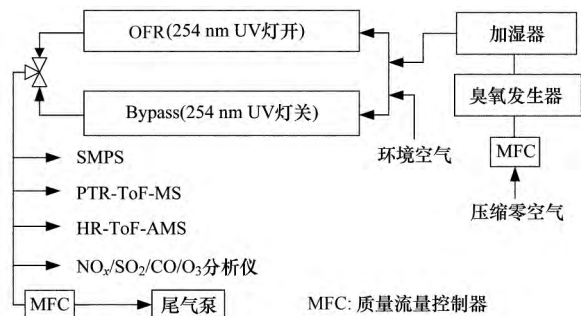 OFR(254 nm UV灯开)
加湿器
臭氧发生器
Bypass(254 nm UV灯关)
MFC
环境空气
压缩零空气
SMPS
PTR-ToF-MS
HR-ToF-AMS
NOx/SO2/CO/O3分析仪
MFC
尾气泵
MFC: 质量流量控制器